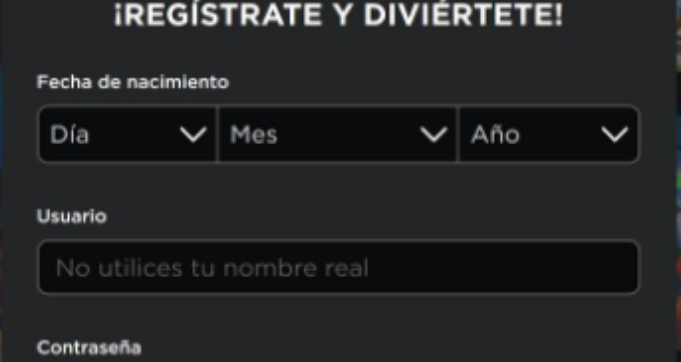 ¡REGÍSTRATE Y DIVIÉRTETE!
Fecha de nacimiento
Día Mes Año
Usuario
No utilices tu nombre real
Contraseña